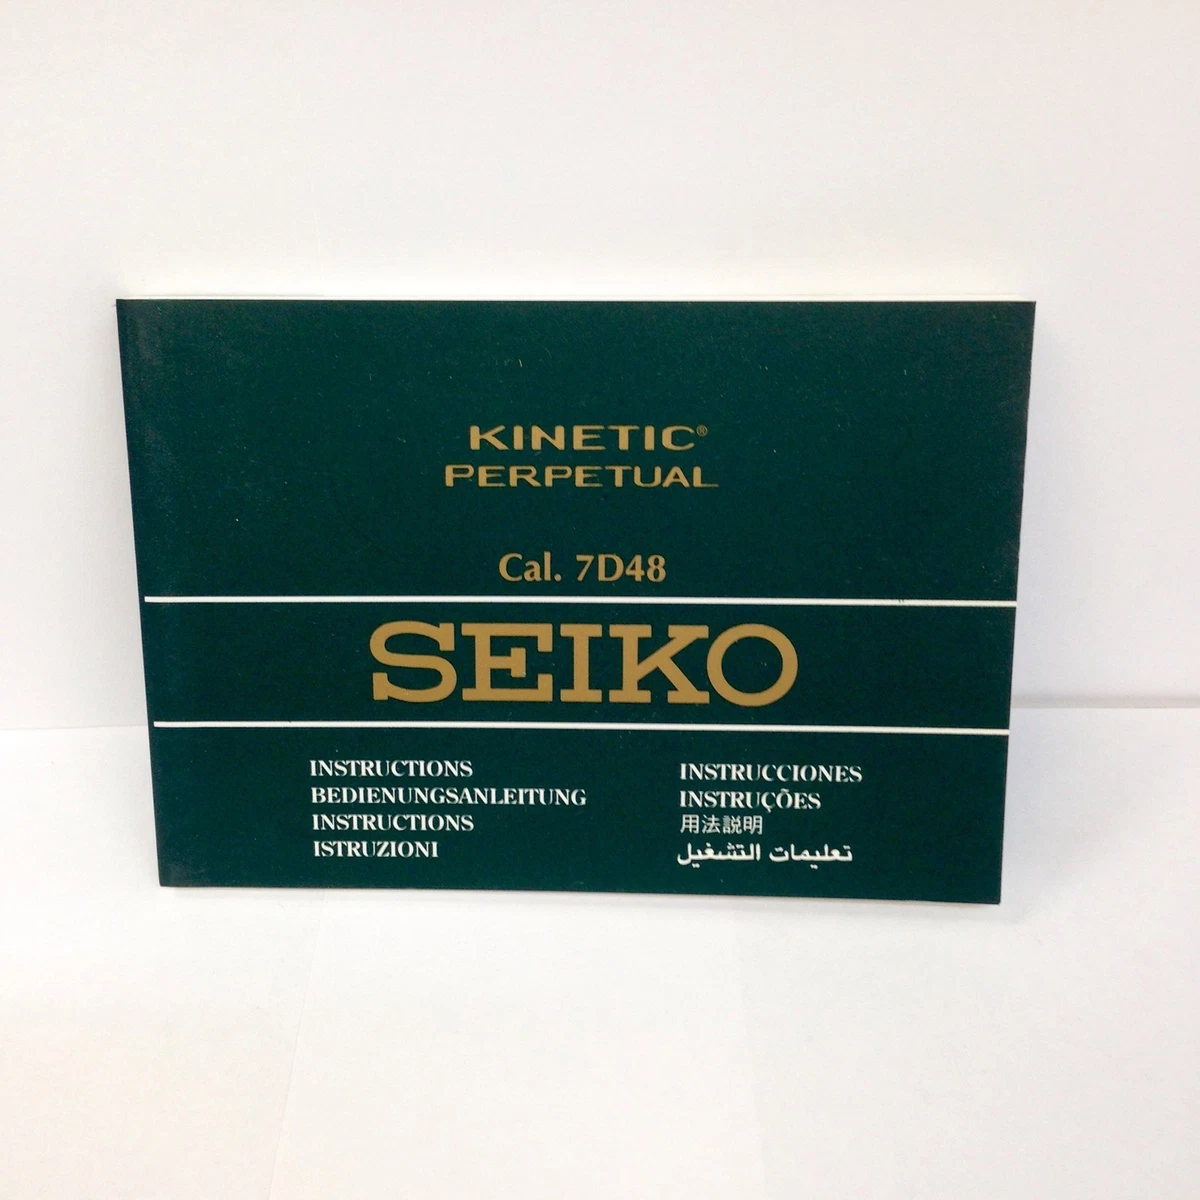 KINETIC®
PERPETUAL
Cal. 7D48
SEIKO
INSTRUCTIONS
BEDIENUNGSANLEITUNG
INSTRUCTIONS
ISTRUZIONI
INSTRUCCIONES
INSTRUÇÕES
用法説明
تعليمات التشغيل